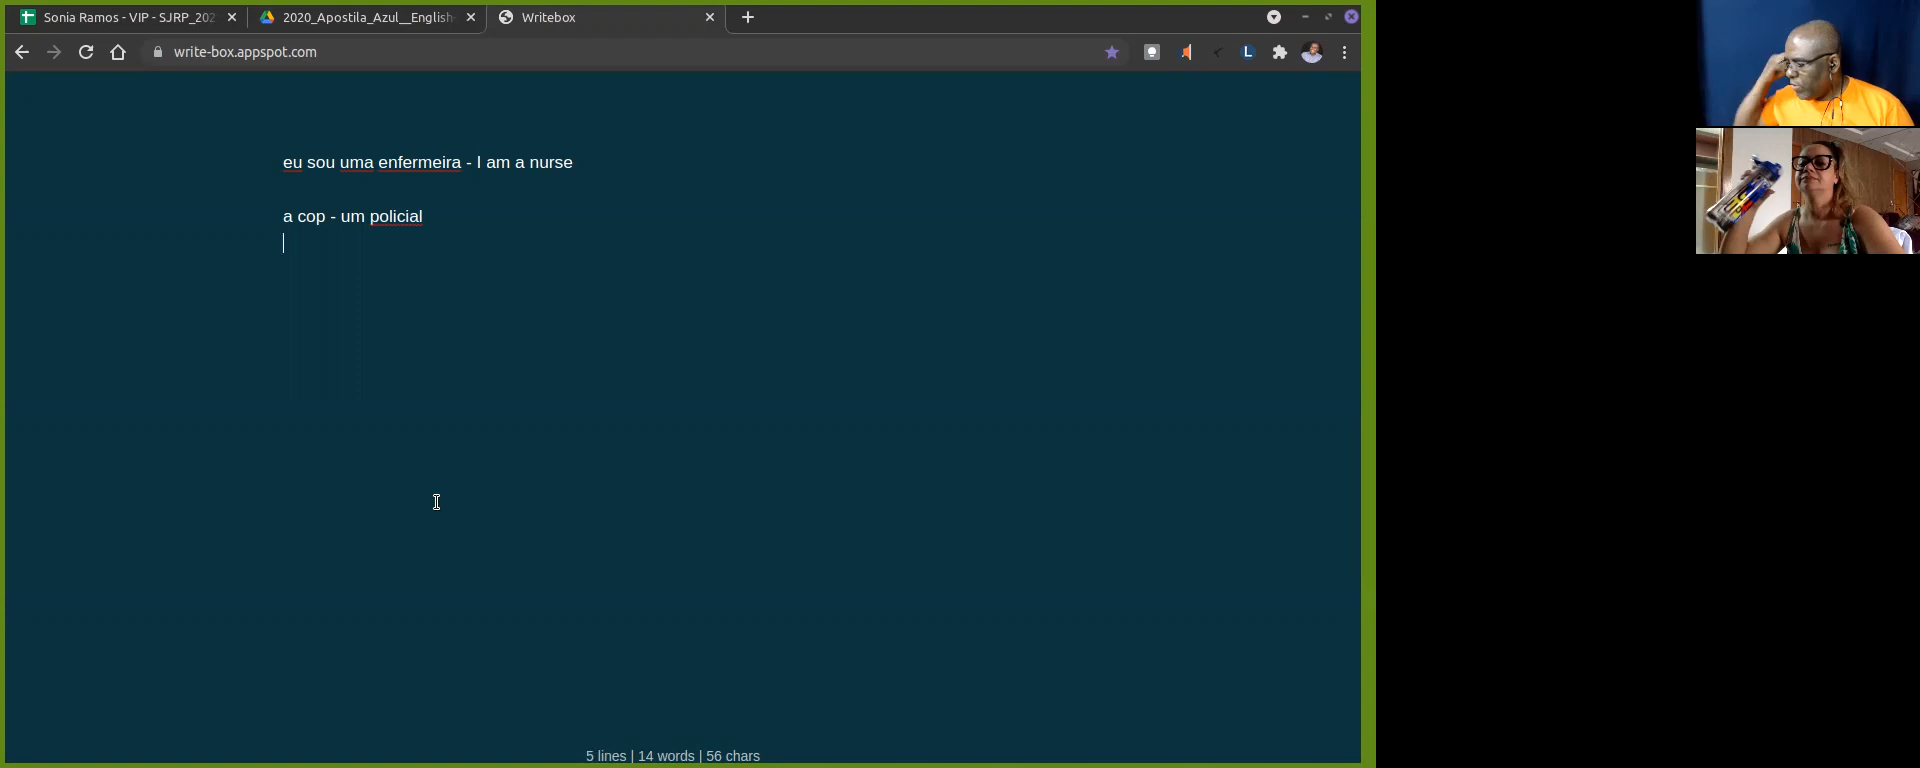 Sonia Ramos - VIP - SJRP_202
2020_Apostila_Azul__English
Writebox
write-box.appspot.com
L
eu sou uma enfermeira - I am a nurse
a cop - um policial
5 lines | 14 words | 56 chars